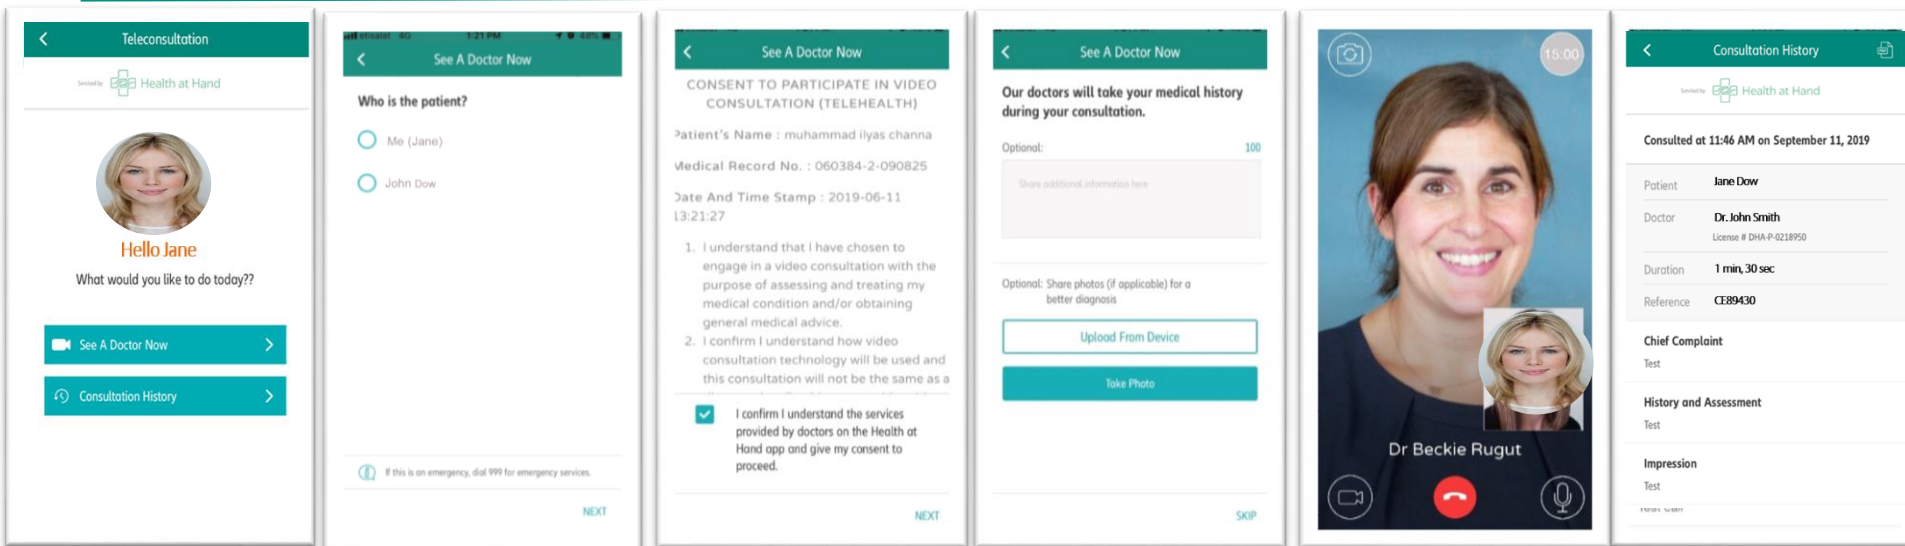 Teleconsultation
Serviced by Health at Hand
Hello Jane
What would you like to do today??
See A Doctor Now
Consultation History
etisalat 4G 1:21 PM 48%
See A Doctor Now
Who is the patient?
Me (Jane)
John Dow
If this is an emergency, dial 999 for emergency services.
NEXT
See A Doctor Now
CONSENT TO PARTICIPATE IN VIDEO
CONSULTATION (TELEHEALTH)
Patient's Name : muhammad ilyas channa
Medical Record No. : 060384-2-090825
Date And Time Stamp : 2019-06-11
13:21:27
1. I understand that I have chosen to
engage in a video consultation with the
purpose of assessing and treating my
medical condition and/or obtaining
general medical advice.
2. I confirm I understand how video
consultation technology will be used and
this consultation will not be the same as a
I confirm I understand the services
provided by doctors on the Health at
Hand app and give my consent to
proceed.
NEXT
See A Doctor Now
Our doctors will take your medical history
during your consultation.
Optional: 100
Share additional information here
Optional: Share photos (if applicable) for a
better diagnosis
Upload From Device
Take Photo
SKIP
15:00
Dr Beckie Rugut
Consultation History
Serviced by Health at Hand
Consulted at 11:46 AM on September 11, 2019
Patient Jane Dow
Doctor Dr. John Smith
License # DHA-P-0218950
Duration 1 min, 30 sec
Reference CE89430
Chief Complaint
Test
History and Assessment
Test
Impression
Test